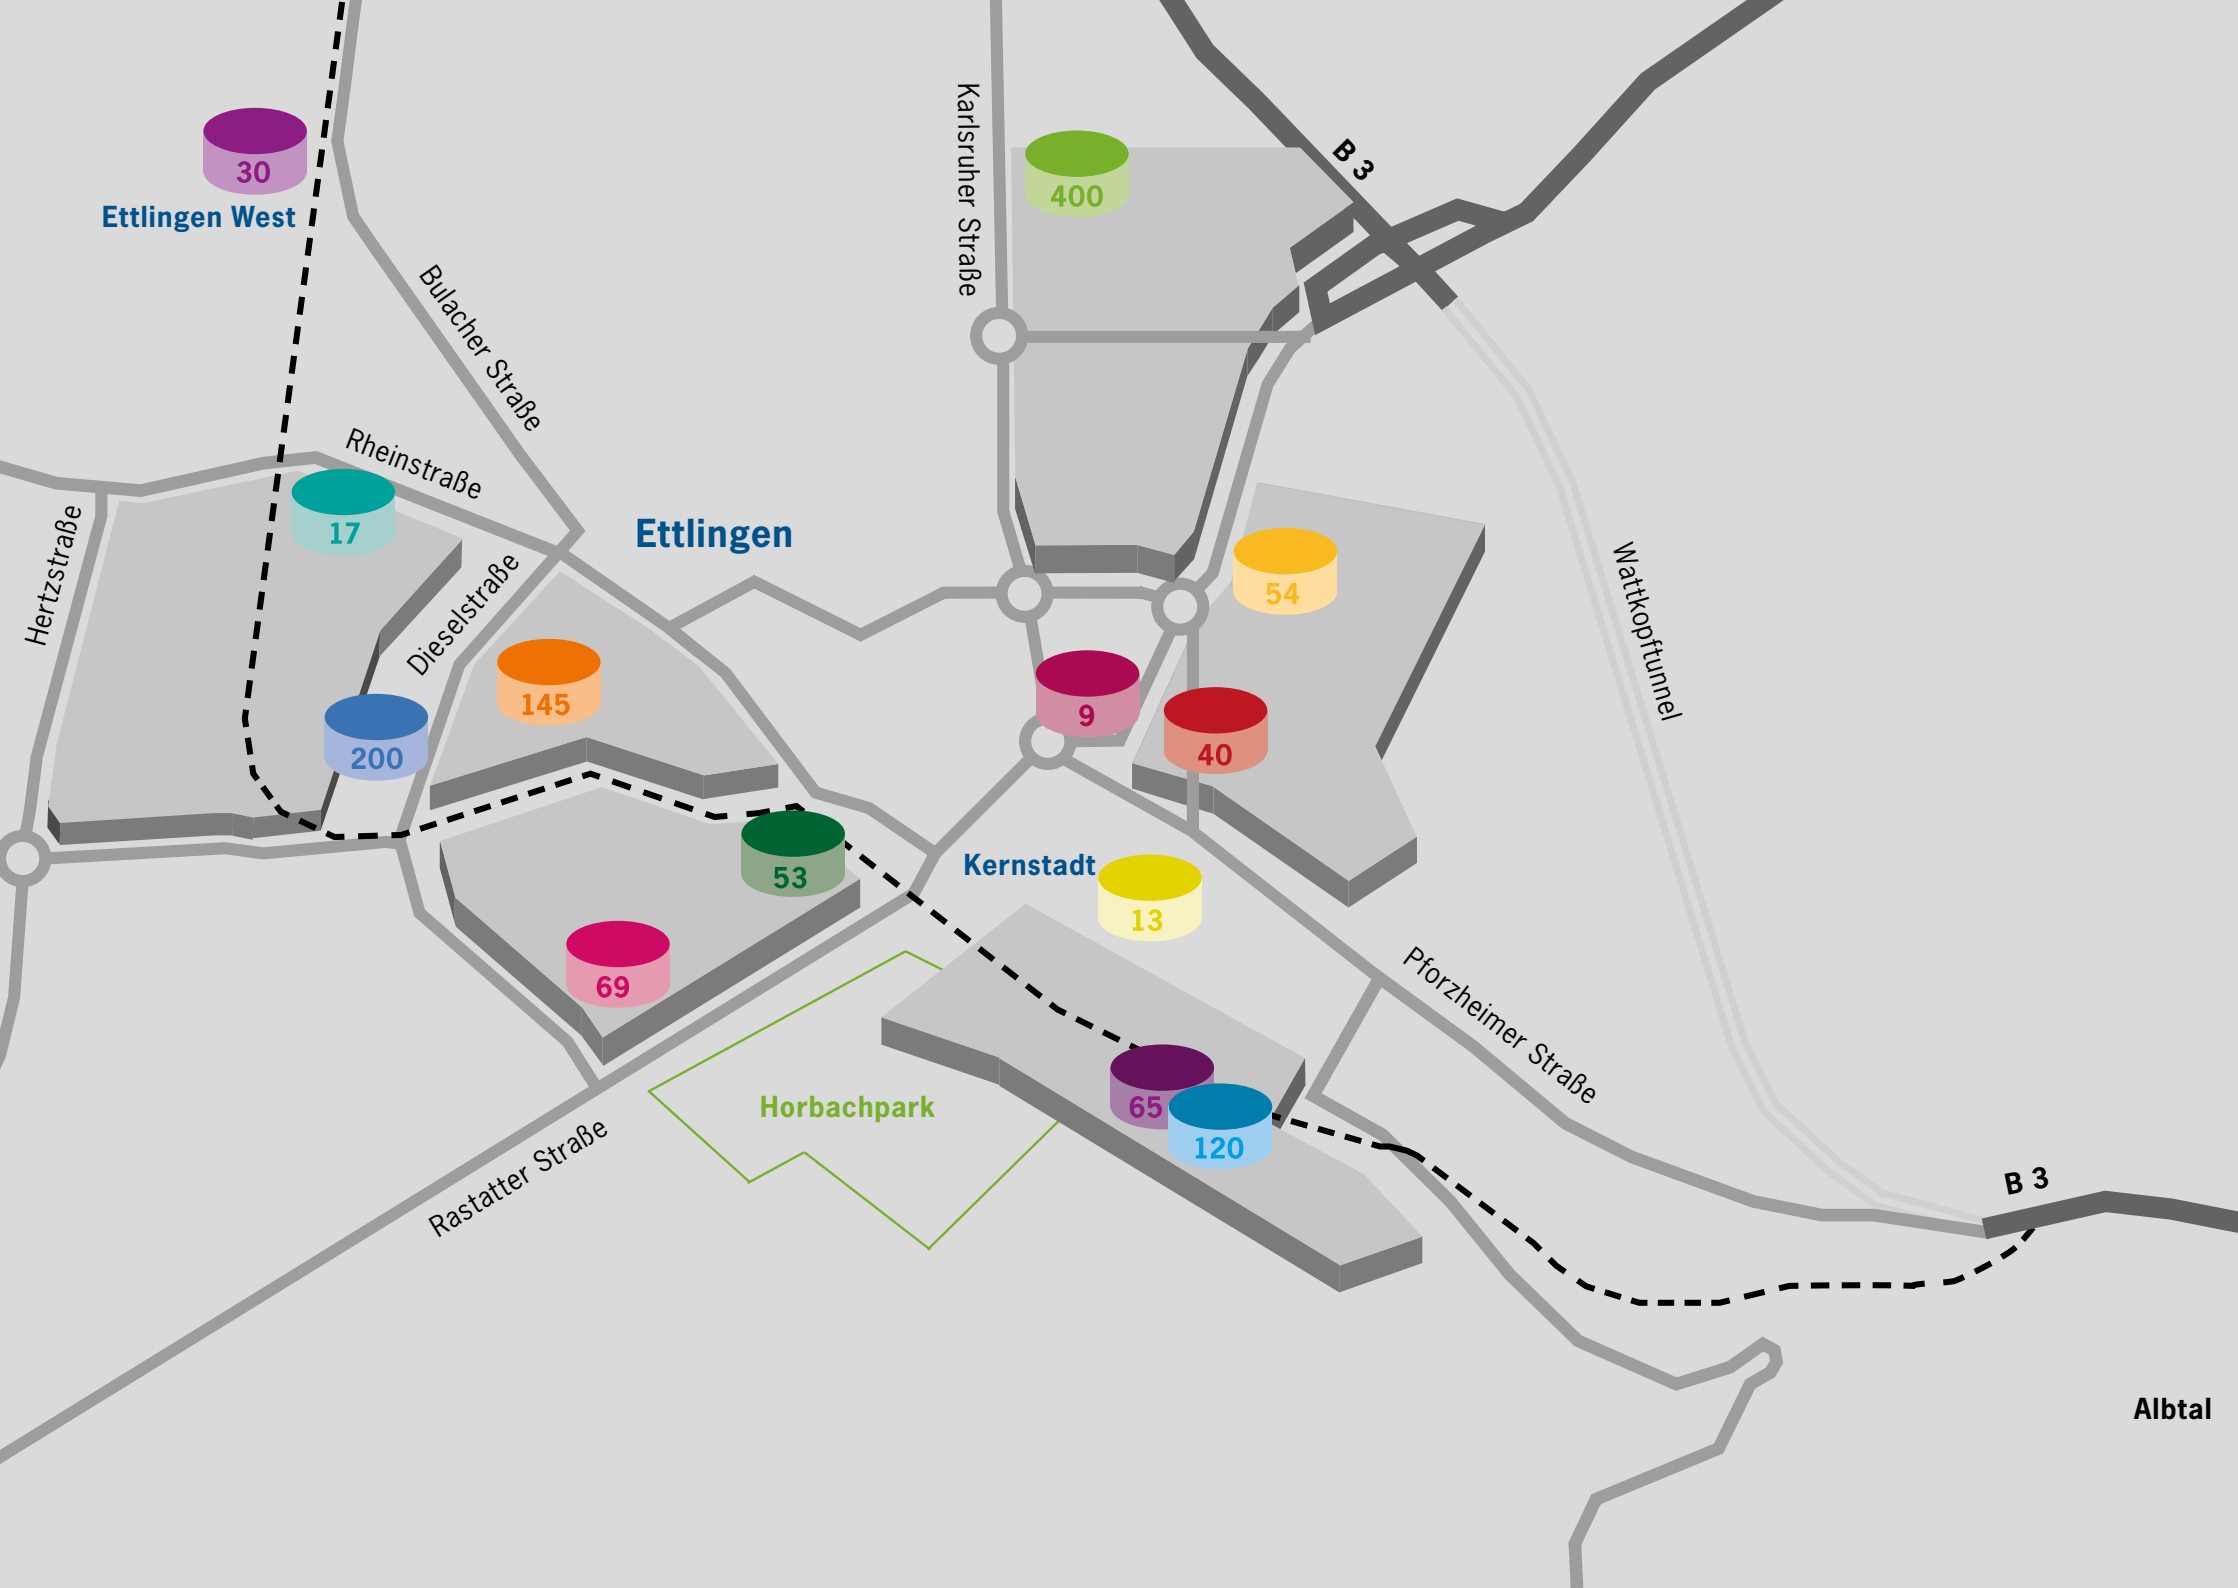 30
Ettlingen West
Karlsruher Straße
400
B 3
Bulacher Straße
Rheinstraße
17
Hertzstraße
Dieselstraße
Ettlingen
54
Wattkopftunnel
145
200
9
40
53
Kernstadt
13
69
Pforzheimer Straße
Horbachpark
65
120
Rastatter Straße
B 3
Albtal